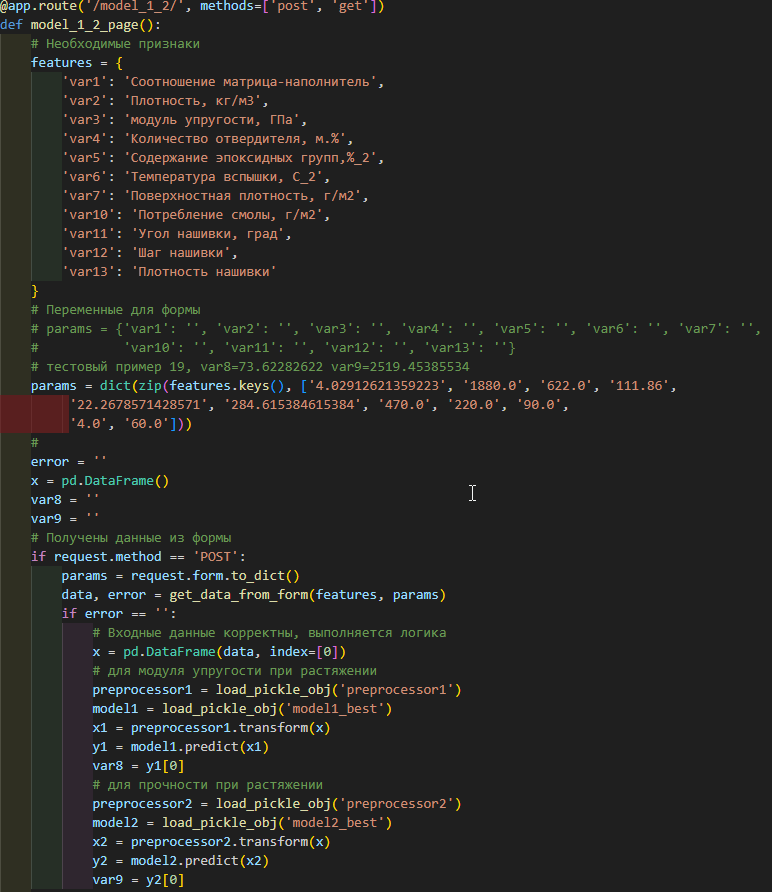 @app.route('/model_1_2/', methods=['post', 'get'])
def model_1_2_page():
    # Необходимые признаки
    features = {
        'var1': 'Соотношение матрица-наполнитель',
        'var2': 'Плотность, кг/м3',
        'var3': 'модуль упругости, ГПа',
        'var4': 'Количество отвердителя, м.%',
        'var5': 'Содержание эпоксидных групп,%_2',
        'var6': 'Температура вспышки, С_2',
        'var7': 'Поверхностная плотность, г/м2',
        'var10': 'Потребление смолы, г/м2',
        'var11': 'Угол нашивки, град',
        'var12': 'Шаг нашивки',
        'var13': 'Плотность нашивки'
    }
    # Переменные для формы
    # params = {'var1': '', 'var2': '', 'var3': '', 'var4': '', 'var5': '', 'var6': '', 'var7': '',
    #           'var10': '', 'var11': '', 'var12': '', 'var13': ''}
    # тестовый пример 19, var8=73.62282622 var9=2519.45385534
    params = dict(zip(features.keys(), ['4.02912621359223', '1880.0', '622.0', '111.86',
         '22.2678571428571', '284.615384615384', '470.0', '220.0', '90.0',
         '4.0', '60.0']))
    #
    error = ''
    x = pd.DataFrame()
    var8 = ''
    var9 = ''
    # Получены данные из формы
    if request.method == 'POST':
        params = request.form.to_dict()
        data, error = get_data_from_form(features, params)
        if error == '':
            # Входные данные корректны, выполняется логика
            x = pd.DataFrame(data, index=[0])
            # для модуля упругости при растяжении
            preprocessor1 = load_pickle_obj('preprocessor1')
            model1 = load_pickle_obj('model1_best')
            x1 = preprocessor1.transform(x)
            y1 = model1.predict(x1)
            var8 = y1[0]
            # для прочности при растяжении
            preprocessor2 = load_pickle_obj('preprocessor2')
            model2 = load_pickle_obj('model2_best')
            x2 = preprocessor2.transform(x)
            y2 = model2.predict(x2)
            var9 = y2[0]